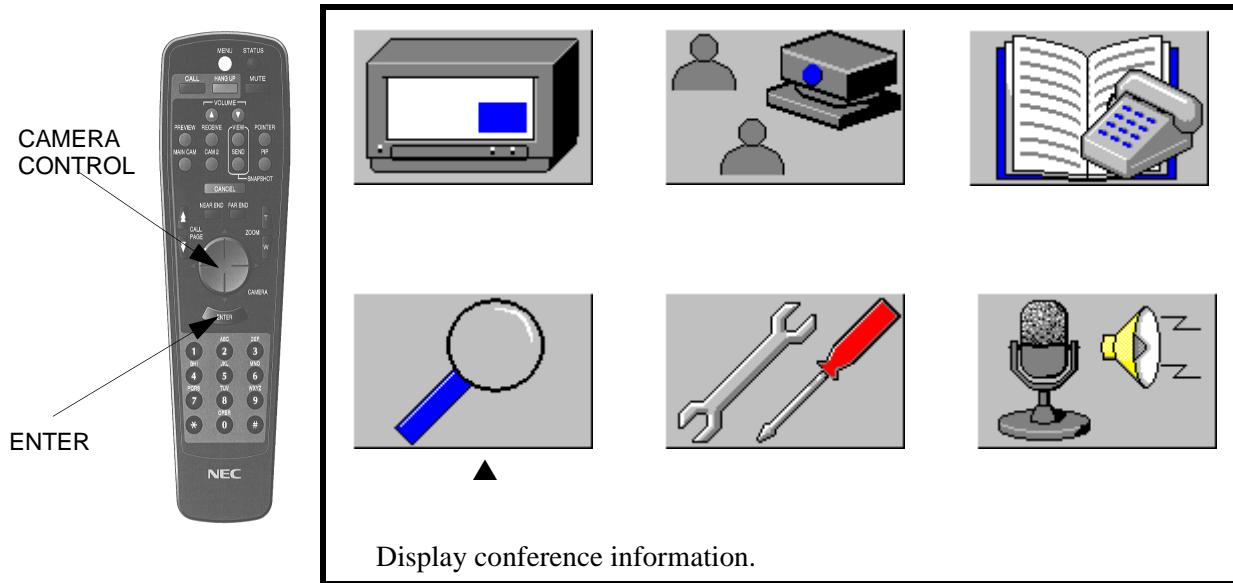 MENU STATUS
CALL HANG UP MUTE
VOLUME
PREVIEW RECEIVE VIEW POINTER
MAIN CAM CAM 2 SEND PIP
SNAPSHOT
CANCEL
NEAR END FAR END
T
CALL
PAGE
ZOOM
W
CAMERA
ENTER
ABC DEF
1 2 3
GHI JKL MNO
4 5 6
PQRS TUV WXYZ
7 8 9
OPER
* 0 #
NEC
CAMERA
CONTROL
ENTER
Display conference information.